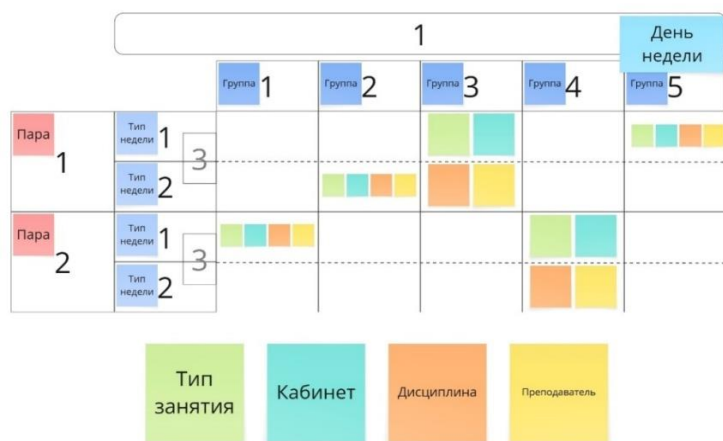 1
День
недели
Группа 1
Группа 2
Группа 3
Группа 4
Группа 5
Пара
1
Тип
недели 1
3
Тип
недели 2
Пара
2
Тип
недели 1
3
Тип
недели 2
Тип
занятия
Кабинет
Дисциплина
Преподаватель